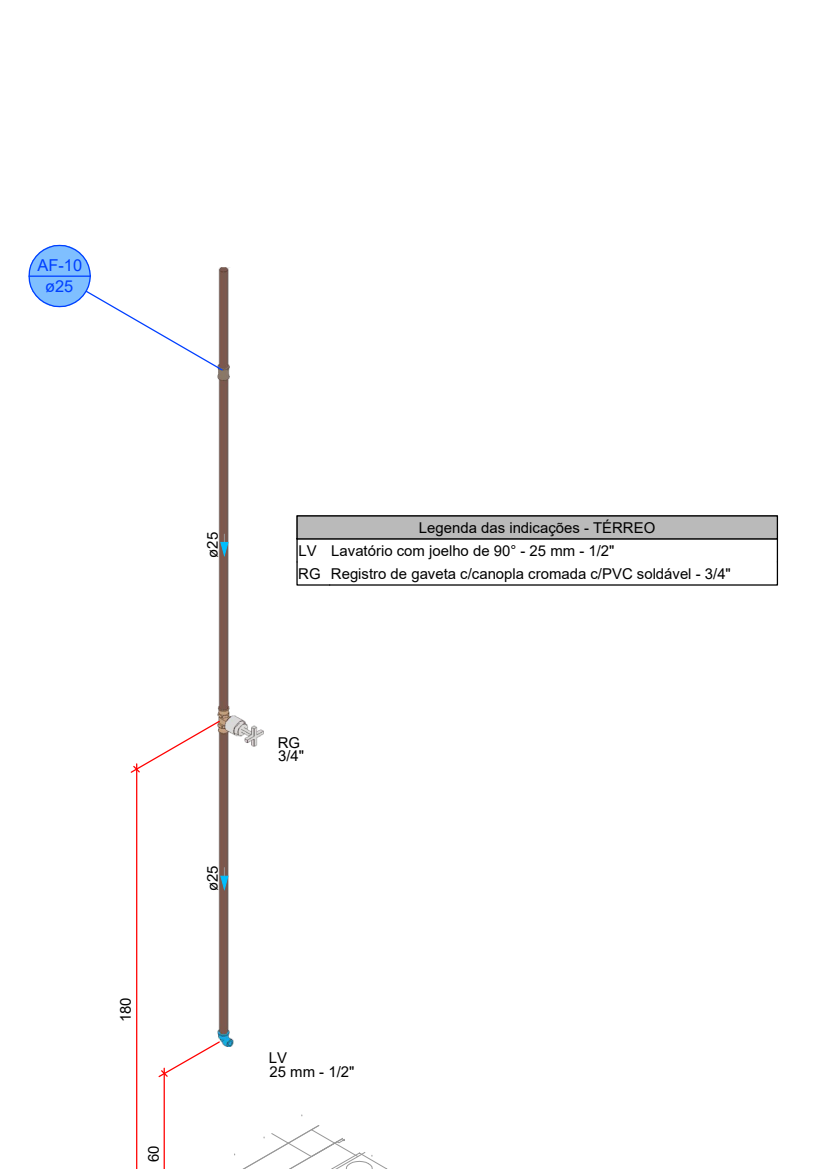 AF-10
ø25
ø25
Legenda das indicações - TÉRREO
LV Lavatório com joelho de 90° - 25 mm - 1/2"
RG Registro de gaveta c/canopla cromada c/PVC soldável - 3/4"
RG
3/4"
ø25
180
LV
25 mm - 1/2"
60